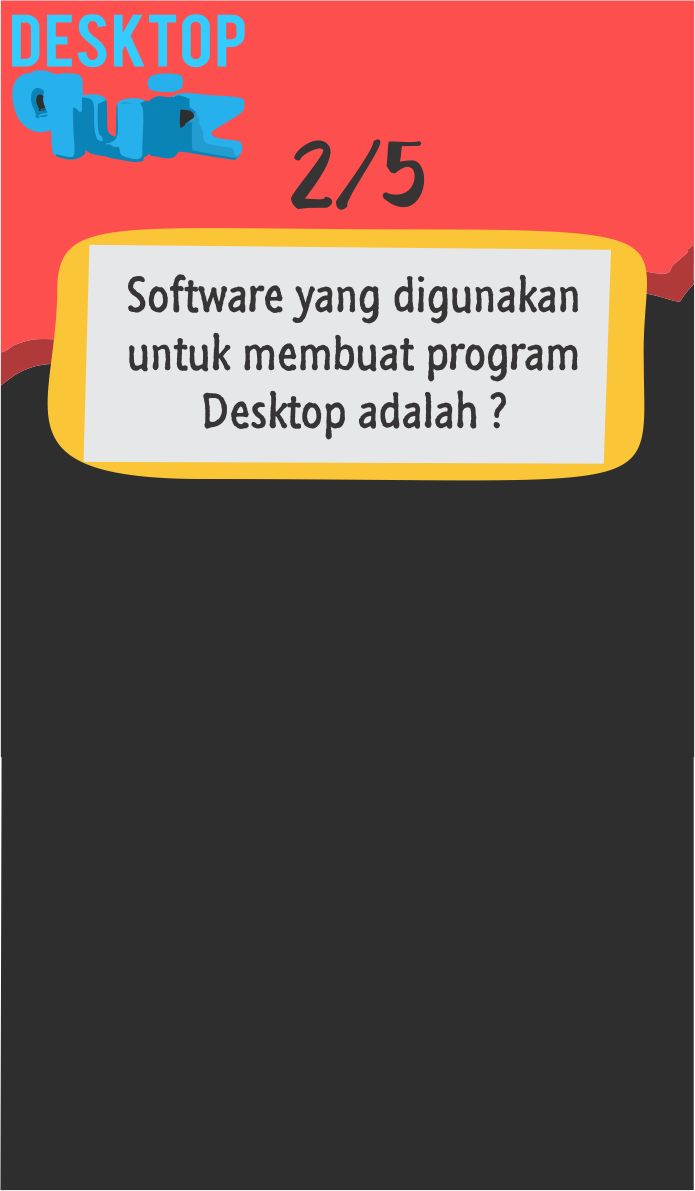 DESKTOP
quiz
2/5
Software yang digunakan
untuk membuat program
Desktop adalah ?